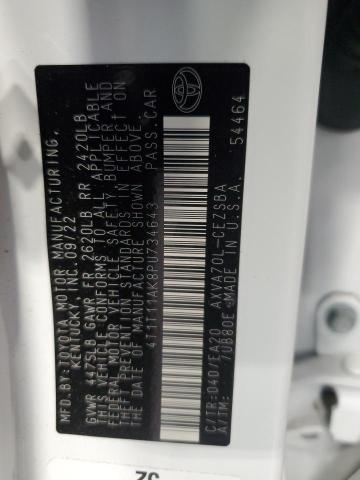 MFD.BY:TOYOTA MOTOR MANUFACTURING,
KENTUCKY, INC.09/22
GVWR 4475LB GAWR FR 2620LB RR 2420LB
THIS VEHICLE CONFORMS TO ALL APPLICABLE
FEDERAL MOTOR VEHICLE SAFETY, BUMPER AND
THEFT PREVENTION STANDARDS IN EFFECT ON
THE DATE OF MANUFACTURE SHOWN ABOVE.
4T1F11AK8PU734643 PASS.CAR
C/TR:040/EA20 AXVA70L-CEZSBA
A/TM: /UB80E MADE IN U.S.A.
54464